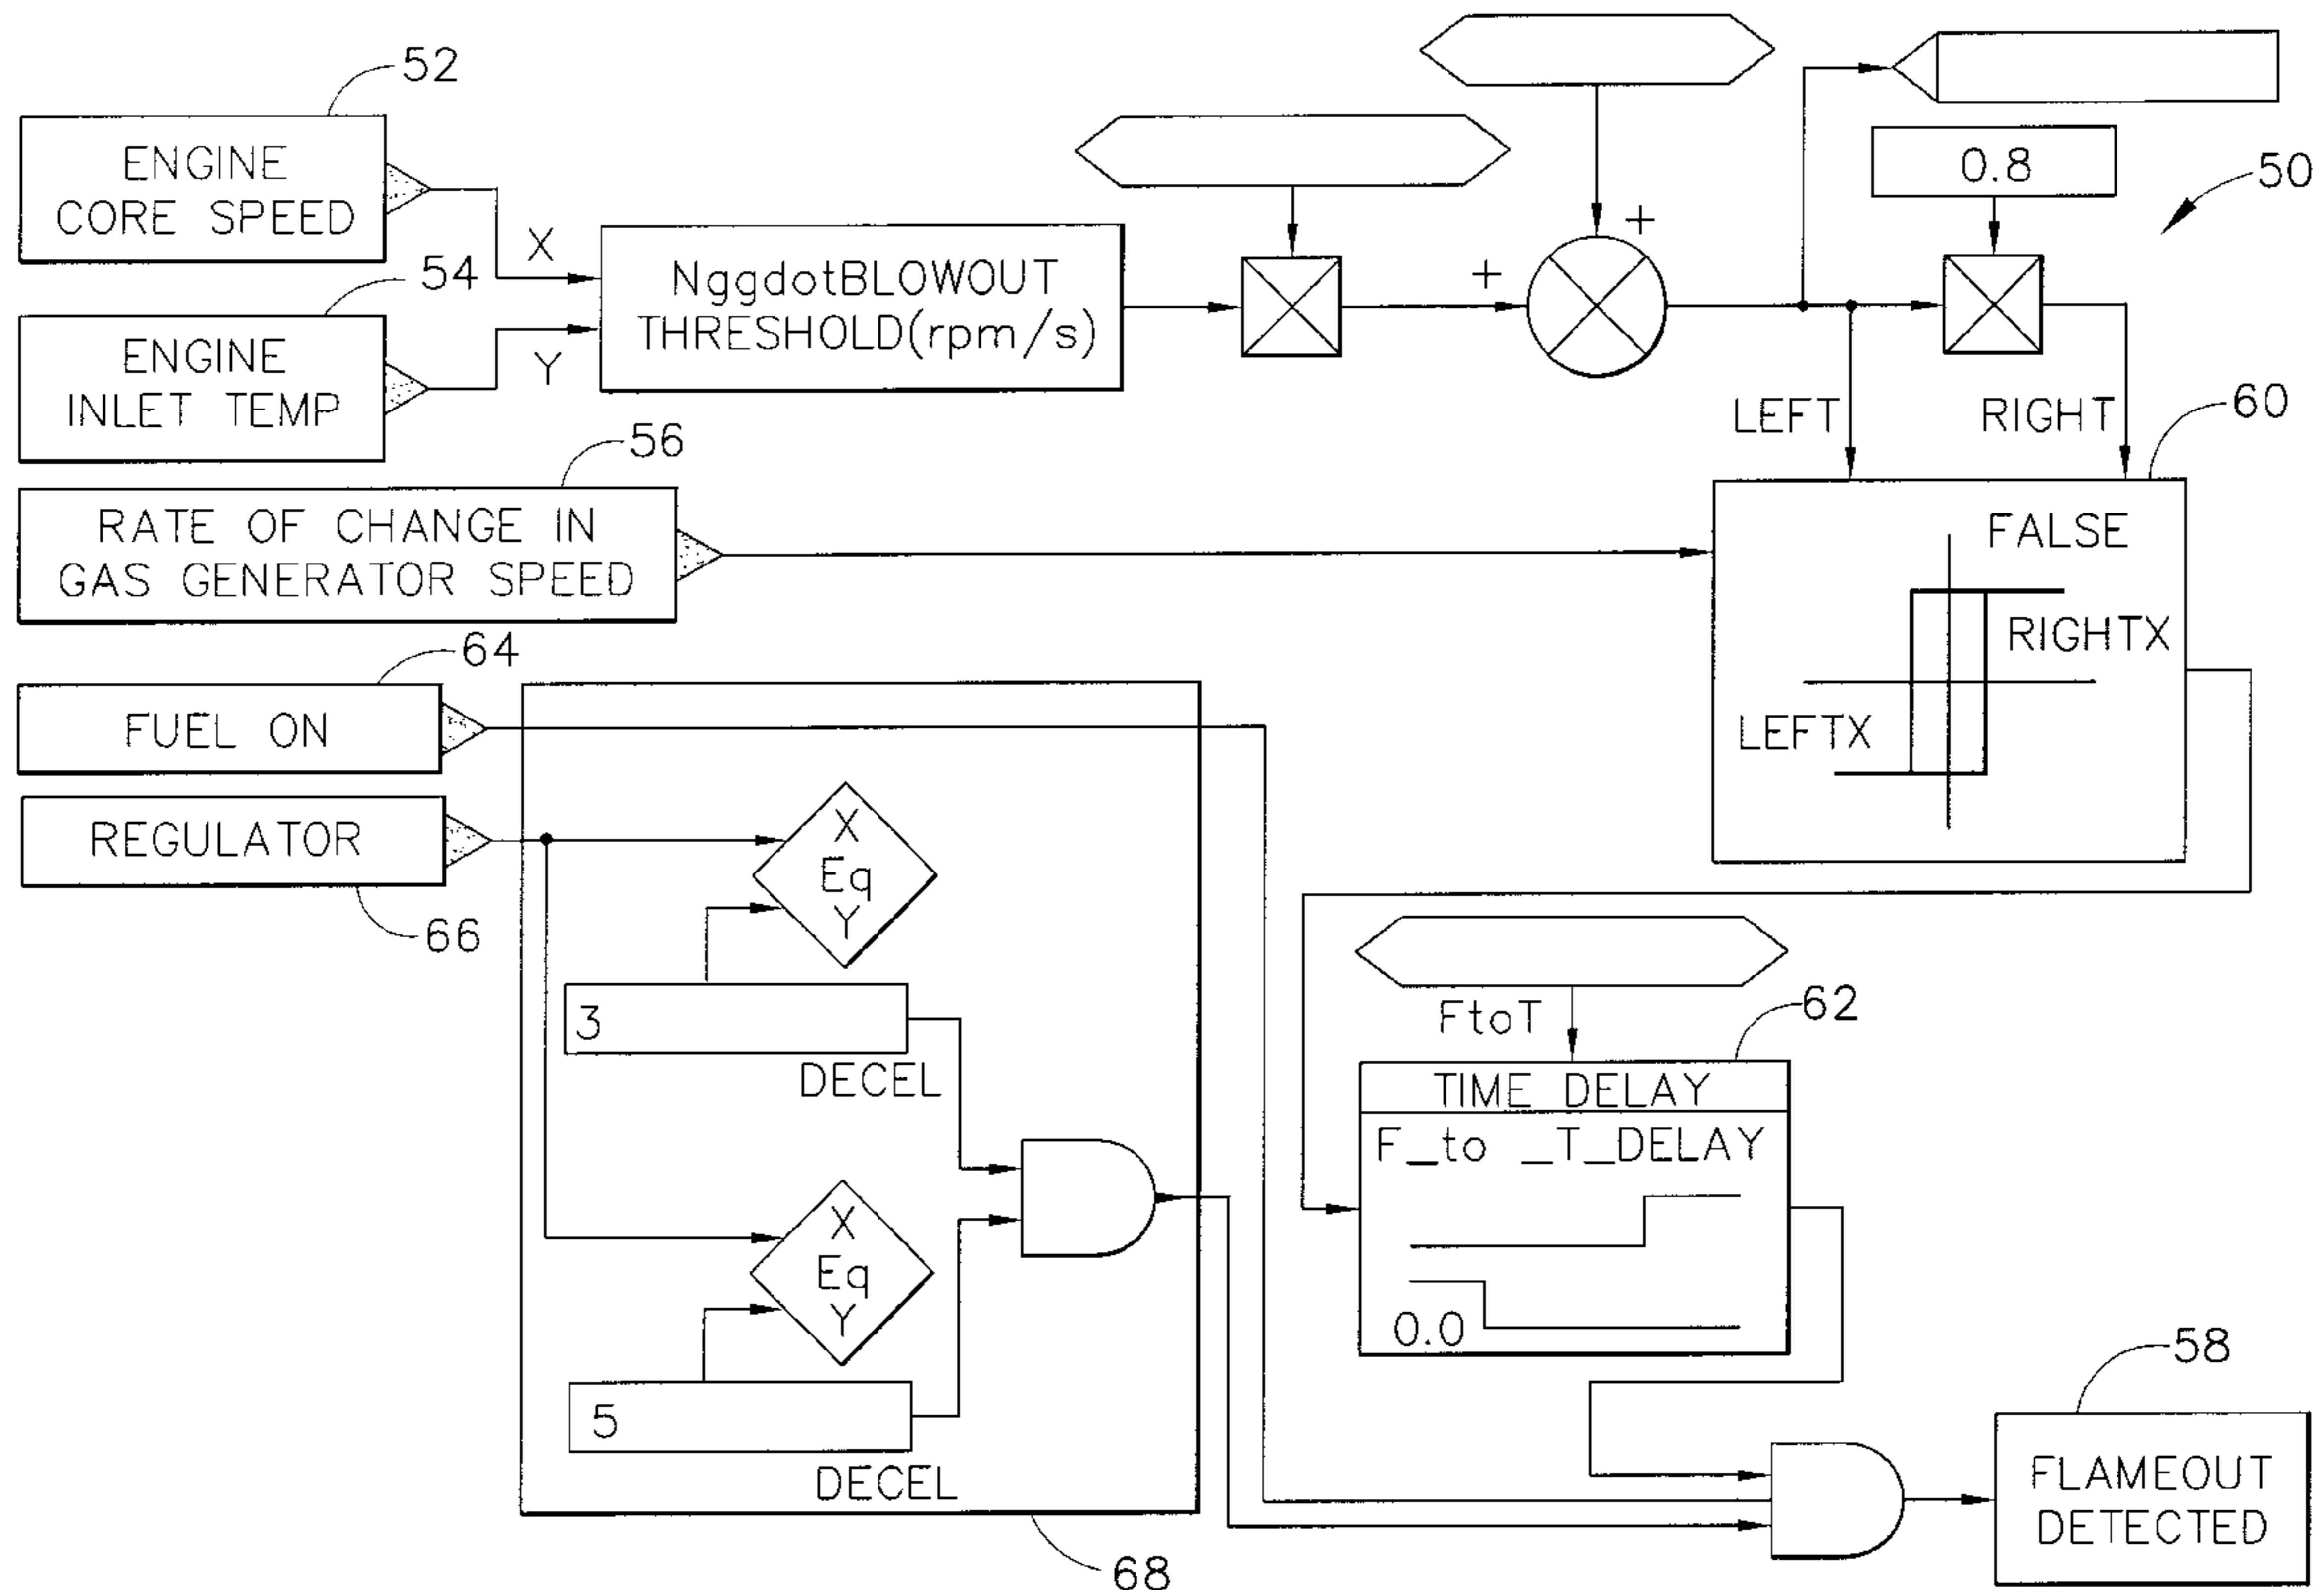 52
ENGINE
CORE SPEED
54
ENGINE
INLET TEMP
X
Y
NggdotBLOWOUT
THRESHOLD(rpm/s)
+
+
0.8
50
LEFT
RIGHT
60
56
RATE OF CHANGE IN
GAS GENERATOR SPEED
FALSE
RIGHTX
LEFTX
64
FUEL ON
REGULATOR
66
X
Eq
Y
3
DECEL
X
Eq
Y
5
DECEL
68
FtoT
62
TIME DELAY
F_to _T_DELAY
0.0
58
FLAMEOUT
DETECTED